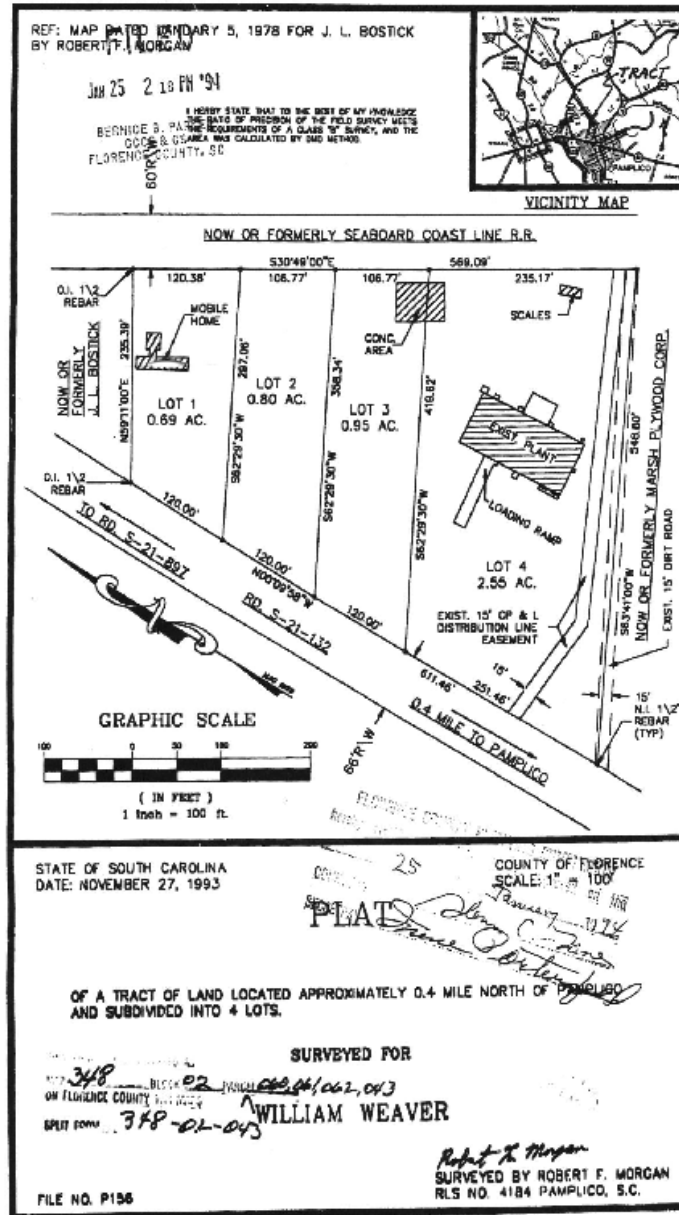 REF: MAP DATED JANUARY 5, 1978 FOR J. L. BOSTICK
BY ROBERT F. MORGAN
JAN 25 2 18 PM '94
I HEREBY STATE THAT TO THE BEST OF MY KNOWLEDGE
THE RATIO OF PRECISION OF THE FIELD SURVEY MEETS
THE REQUIREMENTS OF A CLASS "B" SURVEY, AND THE
AREA WAS CALCULATED BY DMD METHOD.
BERNICE B.
FLORENCE COUNTY, SC
60'R\W
TRACT
PAMPLICO
VICINITY MAP
NOW OR FORMERLY SEABOARD COAST LINE R.R.
S30°49'00"E
569.09'
120.38'
106.77'
106.77'
235.17'
O.I. 1\2
REBAR
MOBILE
HOME
CONC.
AREA
SCALES
NOW OR
FORMERLY
J. L. BOSTICK
N59°11'00"E
235.39'
LOT 1
0.69 AC.
S62°29'30"W
297.06'
LOT 2
0.80 AC.
S62°29'30"W
358.34'
LOT 3
0.95 AC.
S62°29'30"W
419.62'
EXIST. PLANT
LOADING RAMP
LOT 4
2.55 AC.
548.60'
S63°41'00"W
NOW OR FORMERLY MARSH PLYWOOD CORP.
EXIST. 15' DIRT ROAD
O.I. 1\2
REBAR
120.00'
TO RD. S-21-897
120.00'
N00°09'58"W
RD. S-21-132
120.00'
EXIST. 15' CP & L
DISTRIBUTION LINE
EASEMENT
15'
611.46'
251.46'
0.4 MILE TO PAMPLICO
15'
N.I. 1\2"
REBAR
(TYP)
66'R\W
GRAPHIC SCALE
100 0 50 100 200
( IN FEET )
1 inch = 100 ft.
STATE OF SOUTH CAROLINA
DATE: NOVEMBER 27, 1993
COUNTY OF FLORENCE
SCALE: 1" = 100'
25
January 1994
PLAT
OF A TRACT OF LAND LOCATED APPROXIMATELY 0.4 MILE NORTH OF PAMPLICO
AND SUBDIVIDED INTO 4 LOTS.
SURVEYED FOR
348 BLOCK 02 PARCEL 060, 061, 062, 043
ON FLORENCE COUNTY
WILLIAM WEAVER
SPLIT FORM 348-02-043
Robert F. Morgan
SURVEYED BY ROBERT F. MORGAN
RLS NO. 4184 PAMPLICO, S.C.
FILE NO. P156